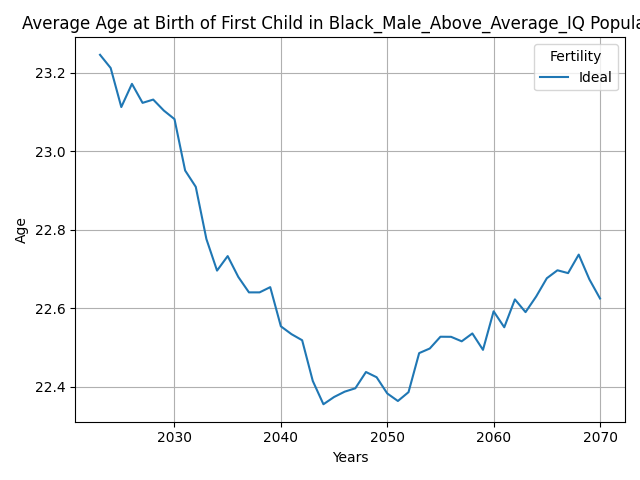 Average Age at Birth of First Child in Black_Male_Above_Average_IQ Popula
Fertility
Ideal
23.2
23.0
22.8
22.6
22.4
Age
2030 2040 2050 2060 2070
Years